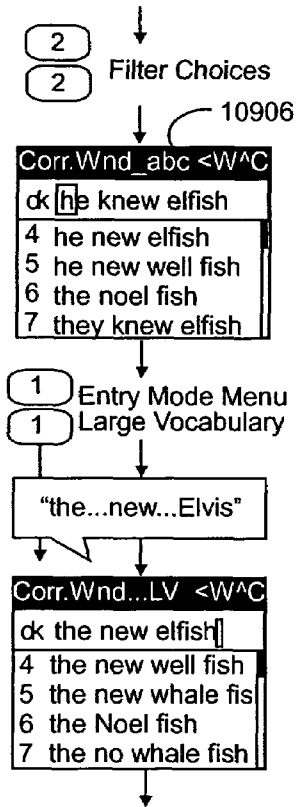 2
2
Filter Choices
10906
Corr.Wnd_abc <W^C
ck he knew elfish
4 he new elfish
5 he new well fish
6 the noel fish
7 they knew elfish
1
1
Entry Mode Menu
Large Vocabulary
“the...new...Elvis”
Corr.Wnd...LV <W^C
ck the new elfish
4 the new well fish
5 the new whale fis
6 the Noel fish
7 the no whale fish